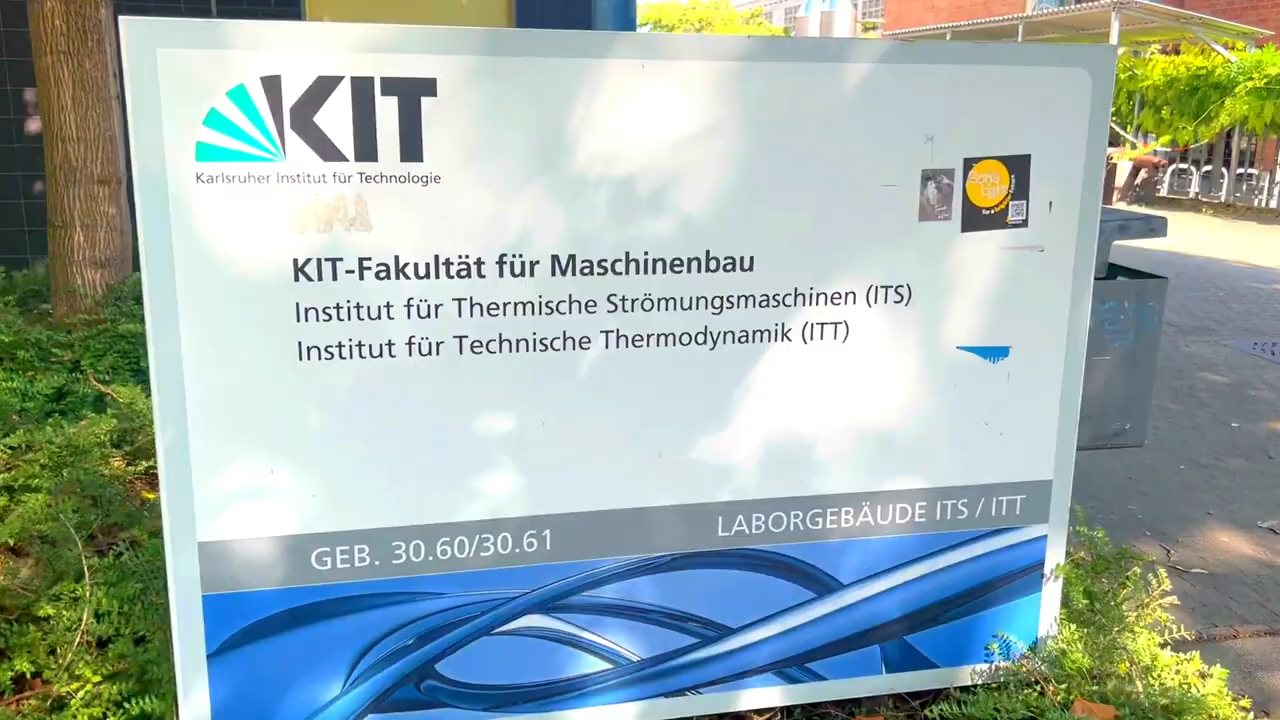 KIT
Karlsruher Institut für Technologie
KIT-Fakultät für Maschinenbau
Institut für Thermische Strömungsmaschinen (ITS)
Institut für Technische Thermodynamik (ITT)
GEB. 30.60/30.61
LABORGEBÄUDE ITS / ITT